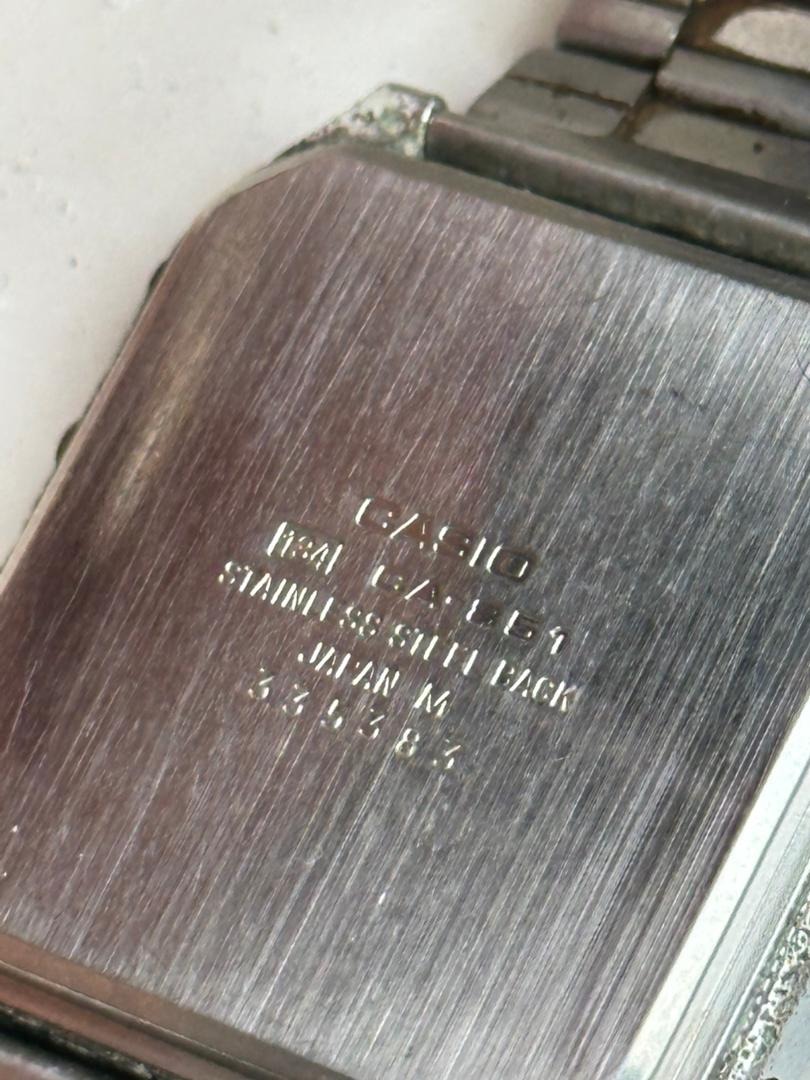 CASIO
134 CA-851
STAINLESS STEEL BACK
JAPAN M
335383